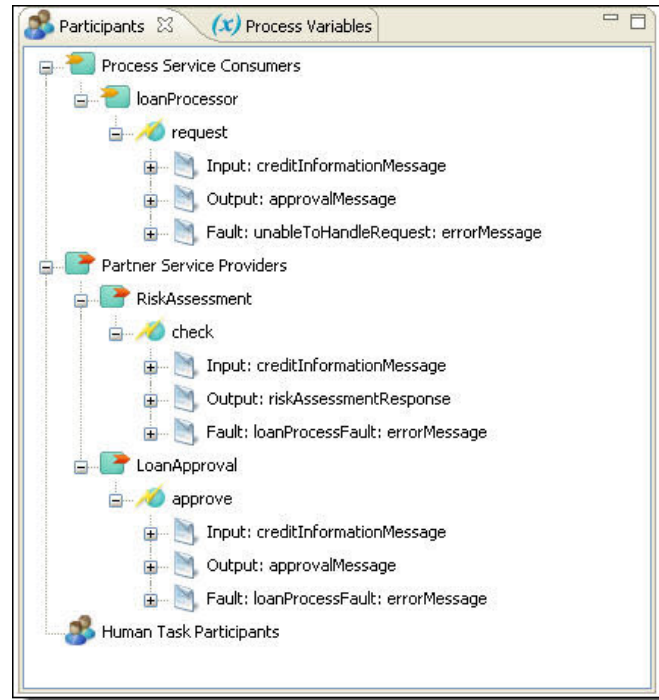 Participants (x) Process Variables
Process Service Consumers
loanProcessor
request
Input: creditInformationMessage
Output: approvalMessage
Fault: unableToHandleRequest: errorMessage
Partner Service Providers
RiskAssessment
check
Input: creditInformationMessage
Output: riskAssessmentResponse
Fault: loanProcessFault: errorMessage
LoanApproval
approve
Input: creditInformationMessage
Output: approvalMessage
Fault: loanProcessFault: errorMessage
Human Task Participants